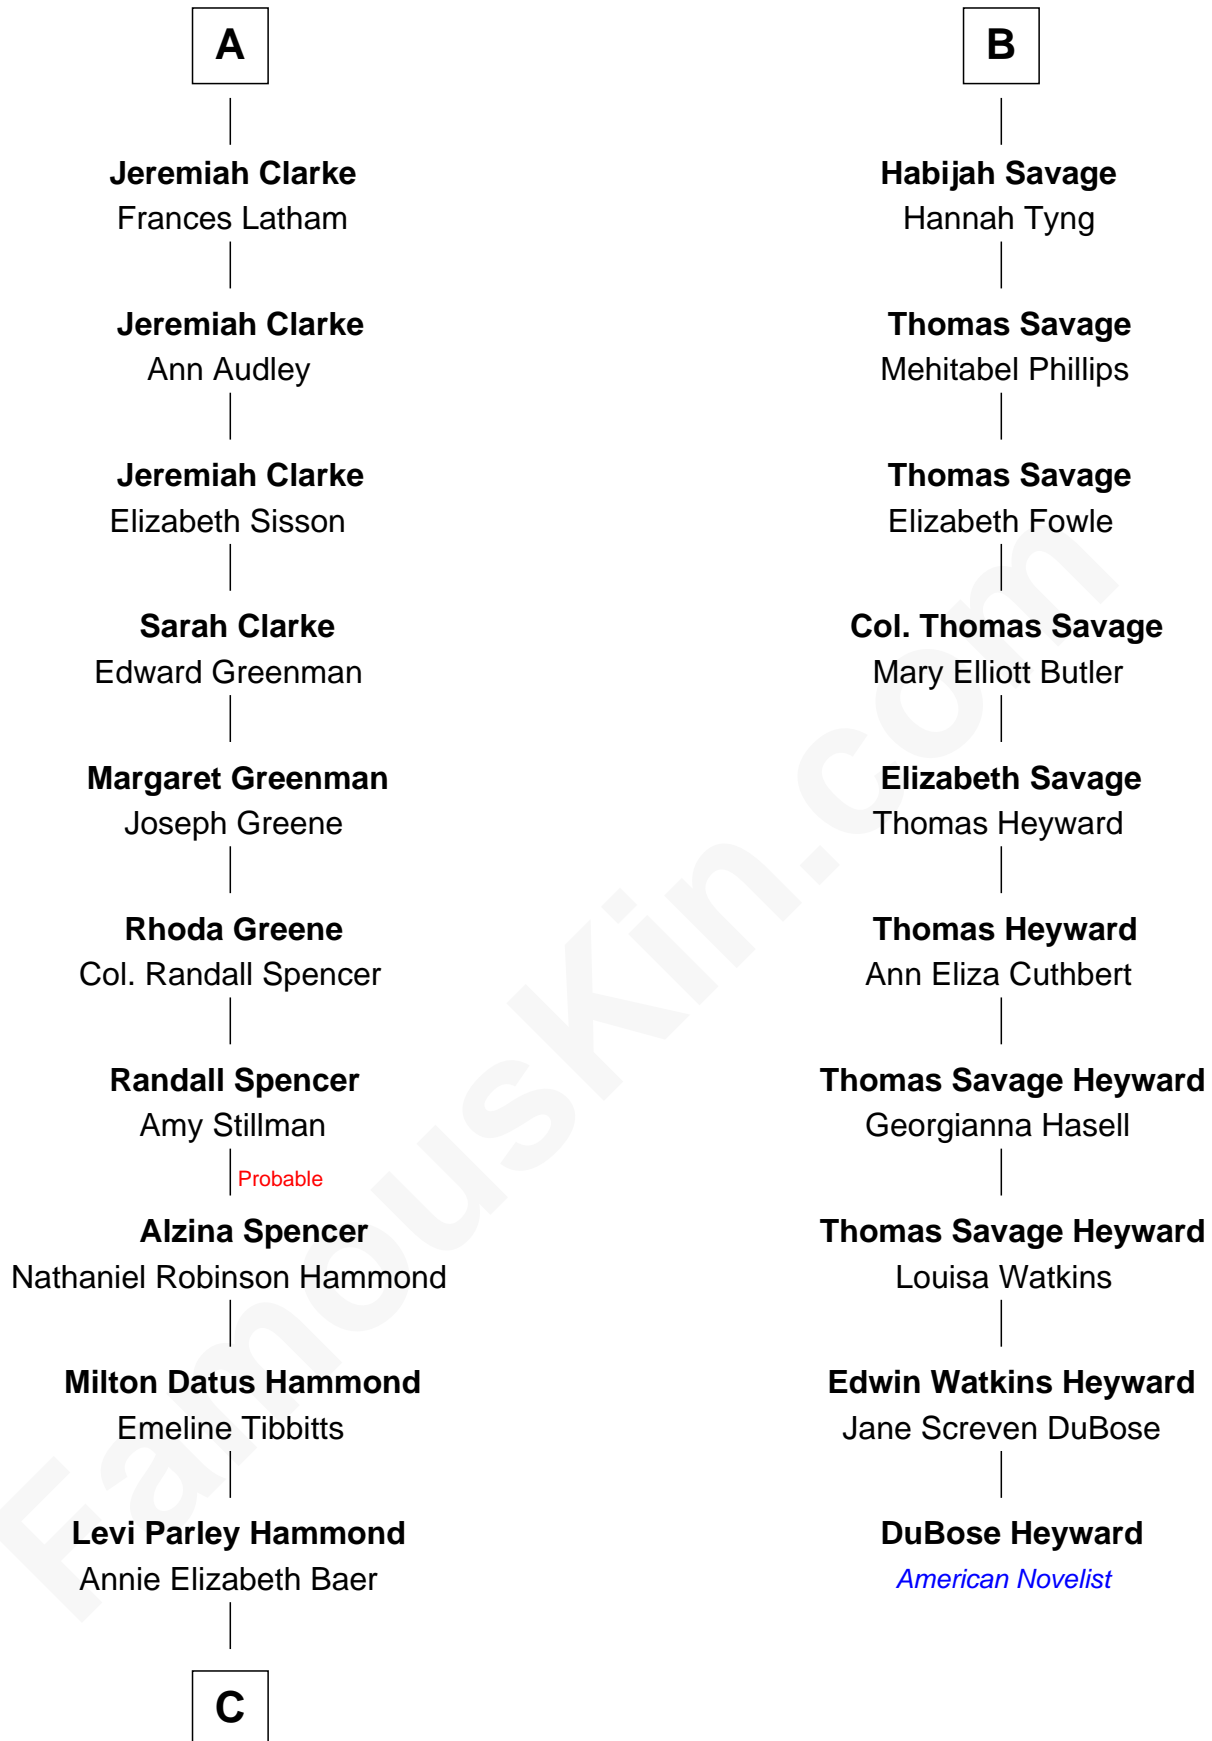 A
Jeremiah Clarke
Frances Latham
Jeremiah Clarke
Ann Audley
Jeremiah Clarke
Elizabeth Sisson
Sarah Clarke
Edward Greenman
Margaret Greenman
Joseph Greene
Rhoda Greene
Col. Randall Spencer
Randall Spencer
Amy Stillman
Probable
Alzina Spencer
Nathaniel Robinson Hammond
Milton Datus Hammond
Emeline Tibbitts
Levi Parley Hammond
Annie Elizabeth Baer
C
B
Habijah Savage
Hannah Tyng
Thomas Savage
Mehitabel Phillips
Thomas Savage
Elizabeth Fowle
Col. Thomas Savage
Mary Elliott Butler
Elizabeth Savage
Thomas Heyward
Thomas Heyward
Ann Eliza Cuthbert
Thomas Savage Heyward
Georgianna Hasell
Thomas Savage Heyward
Louisa Watkins
Edwin Watkins Heyward
Jane Screven DuBose
DuBose Heyward
American Novelist
FamousKin.com